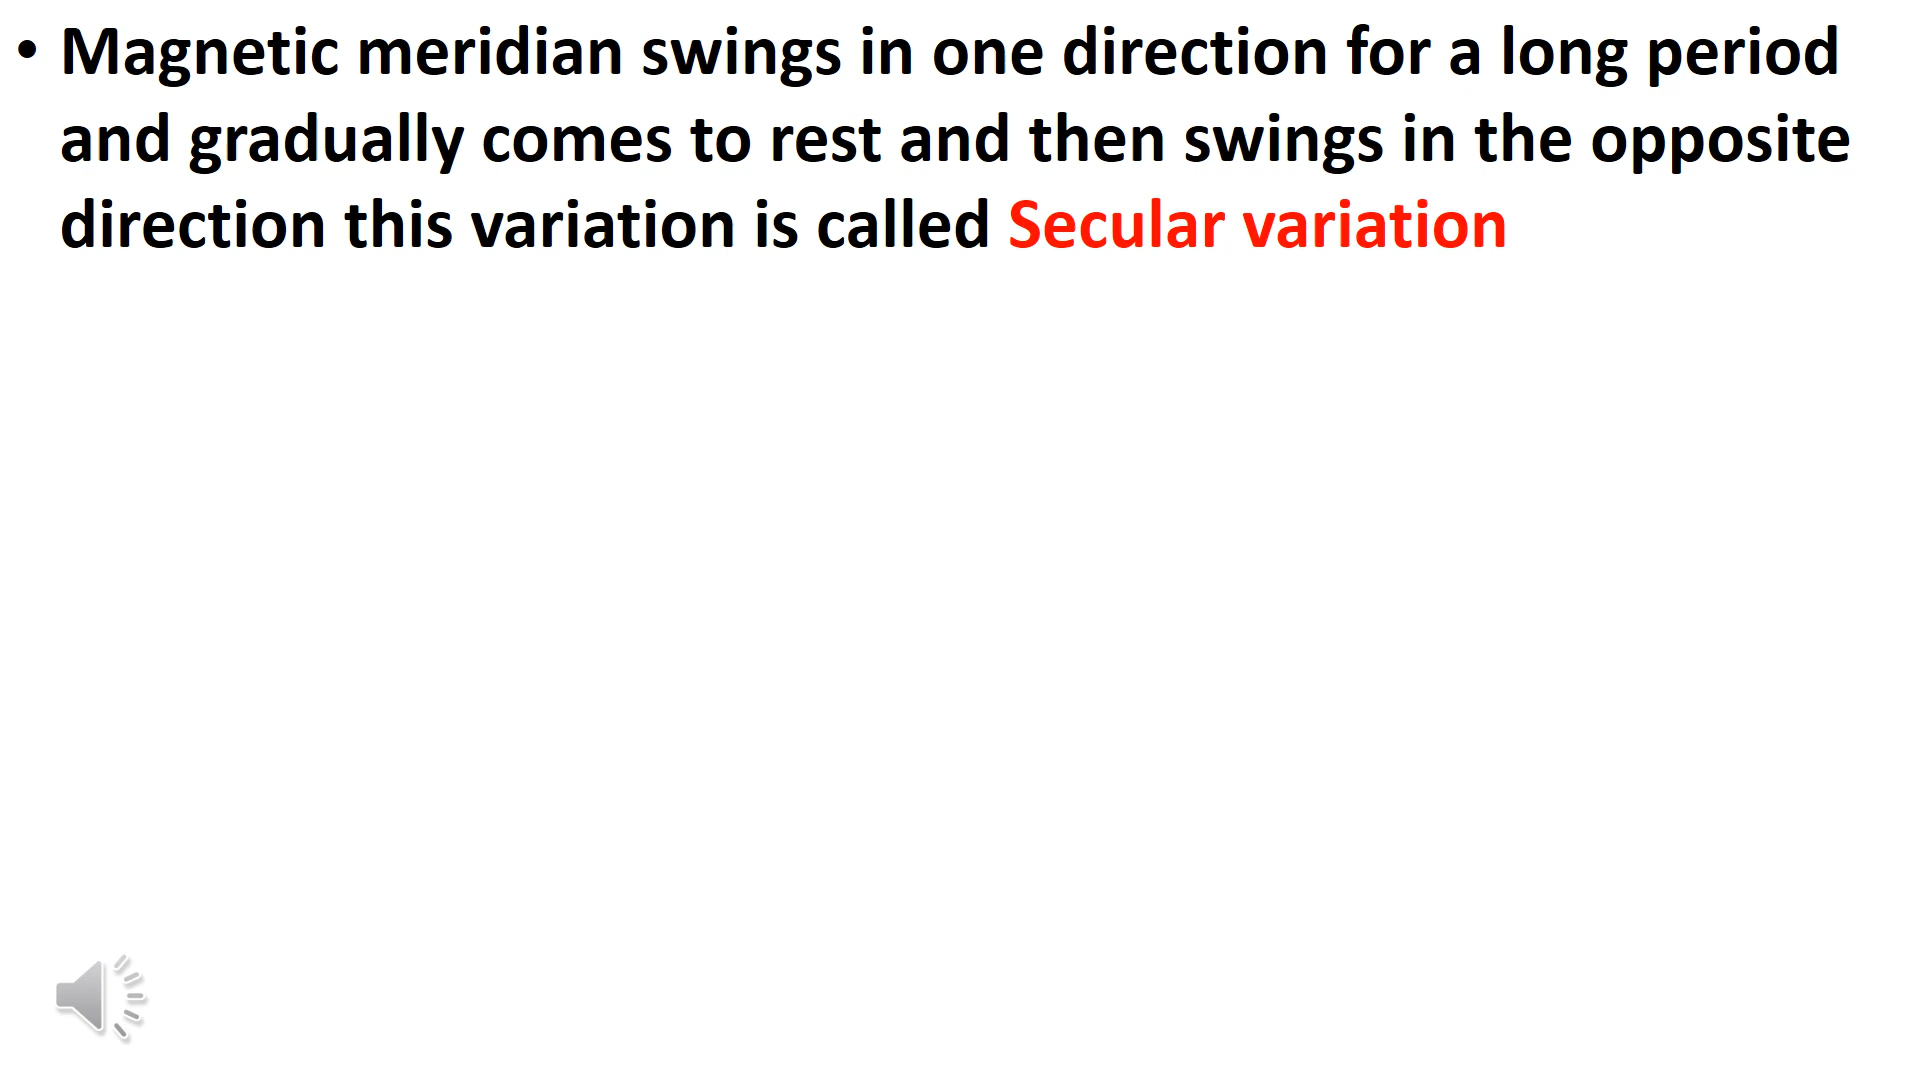 • Magnetic meridian swings in one direction for a long period
and gradually comes to rest and then swings in the opposite
direction this variation is called Secular variation